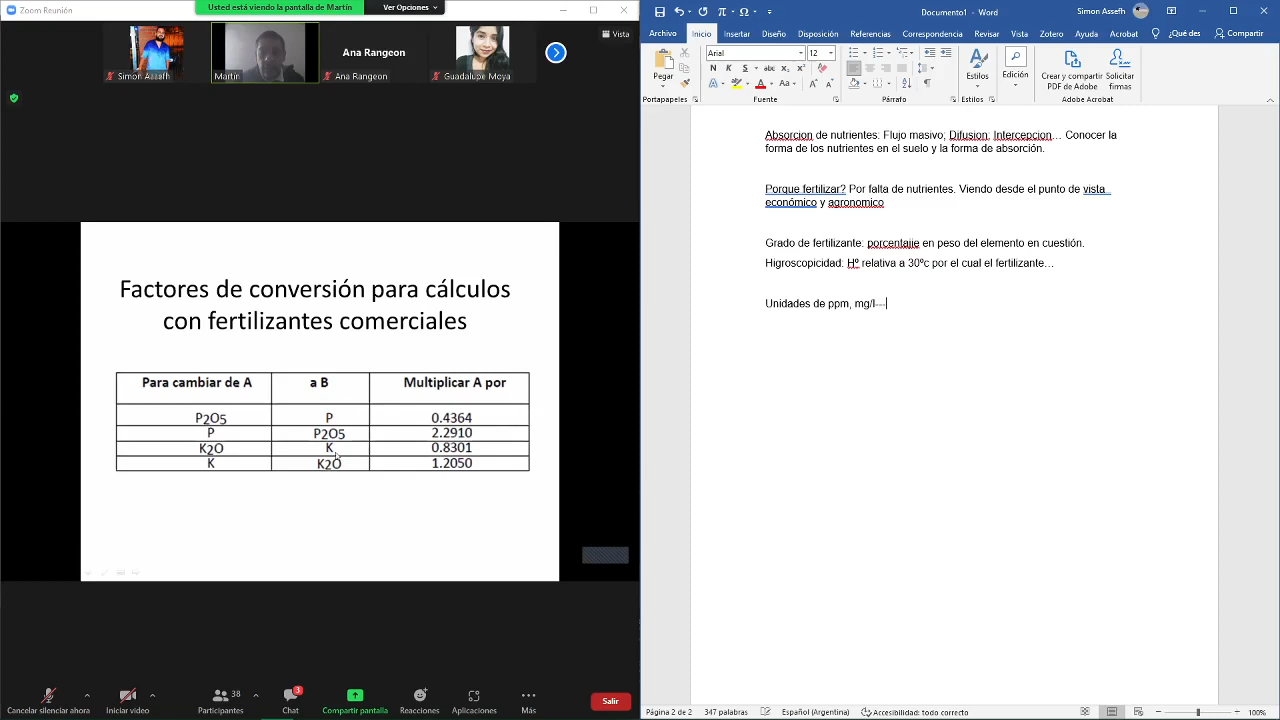 Zoom Reunión
Usted está viendo la pantalla de Martín
Ver Opciones
Vista
Simon Assefh
Martín
Ana Rangeon
Ana Rangeon
Guadalupe Moya
Factores de conversión para cálculos
con fertilizantes comerciales
Para cambiar de A a B Multiplicar A por
P2O5 P 0.4364
P P2O5 2.2910
K2O K 0.8301
K K2O 1.2050
Cancelar silenciar ahora
Iniciar video
38
Participantes
3
Chat
Compartir pantalla
Reacciones
Aplicaciones
Más
Salir
Documento1 - Word
Simon Assefh
Archivo Inicio Insertar Diseño Disposición Referencias Correspondencia Revisar Vista Ayuda Acrobat Qué desea Compartir
Pegar
Arial 12
Estilos
Edición
Crear y compartir PDF de Adobe
Solicitar firmas
Portapapeles Fuente Párrafo Estilos Adobe Acrobat
Absorcion de nutrientes: Flujo masivo; Difusion; Intercepcion… Conocer la
forma de los nutrientes en el suelo y la forma de absorción.
Porque fertilizar? Por falta de nutrientes. Viendo desde el punto de vista
económico y agronomico
Grado de fertilizante: porcentajie en peso del elemento en cuestión.
Higroscopicidad: Hº relativa a 30ºc por el cual el fertilizante…
Unidades de ppm, mg/l---
Página 2 de 2 347 palabras Español (Argentina) Accesibilidad: todo correcto 100%